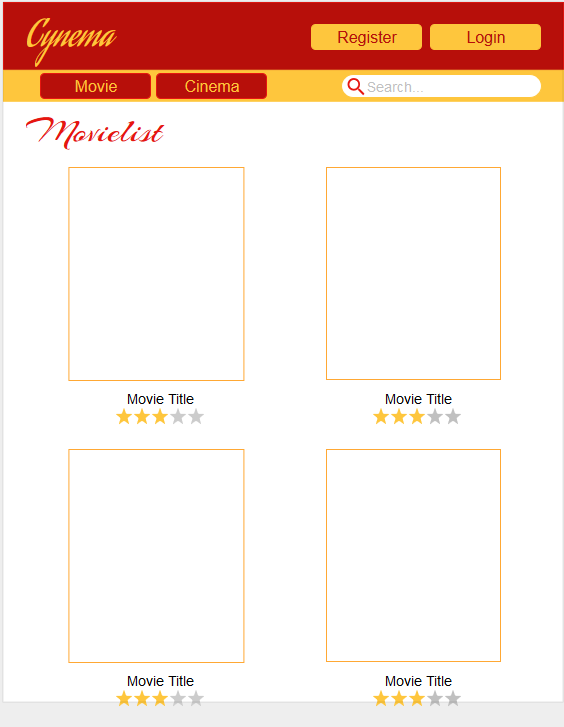 Cynema
Register
Login
Movie
Cinema
Search...
Movielist
Movie Title
Movie Title
Movie Title
Movie Title